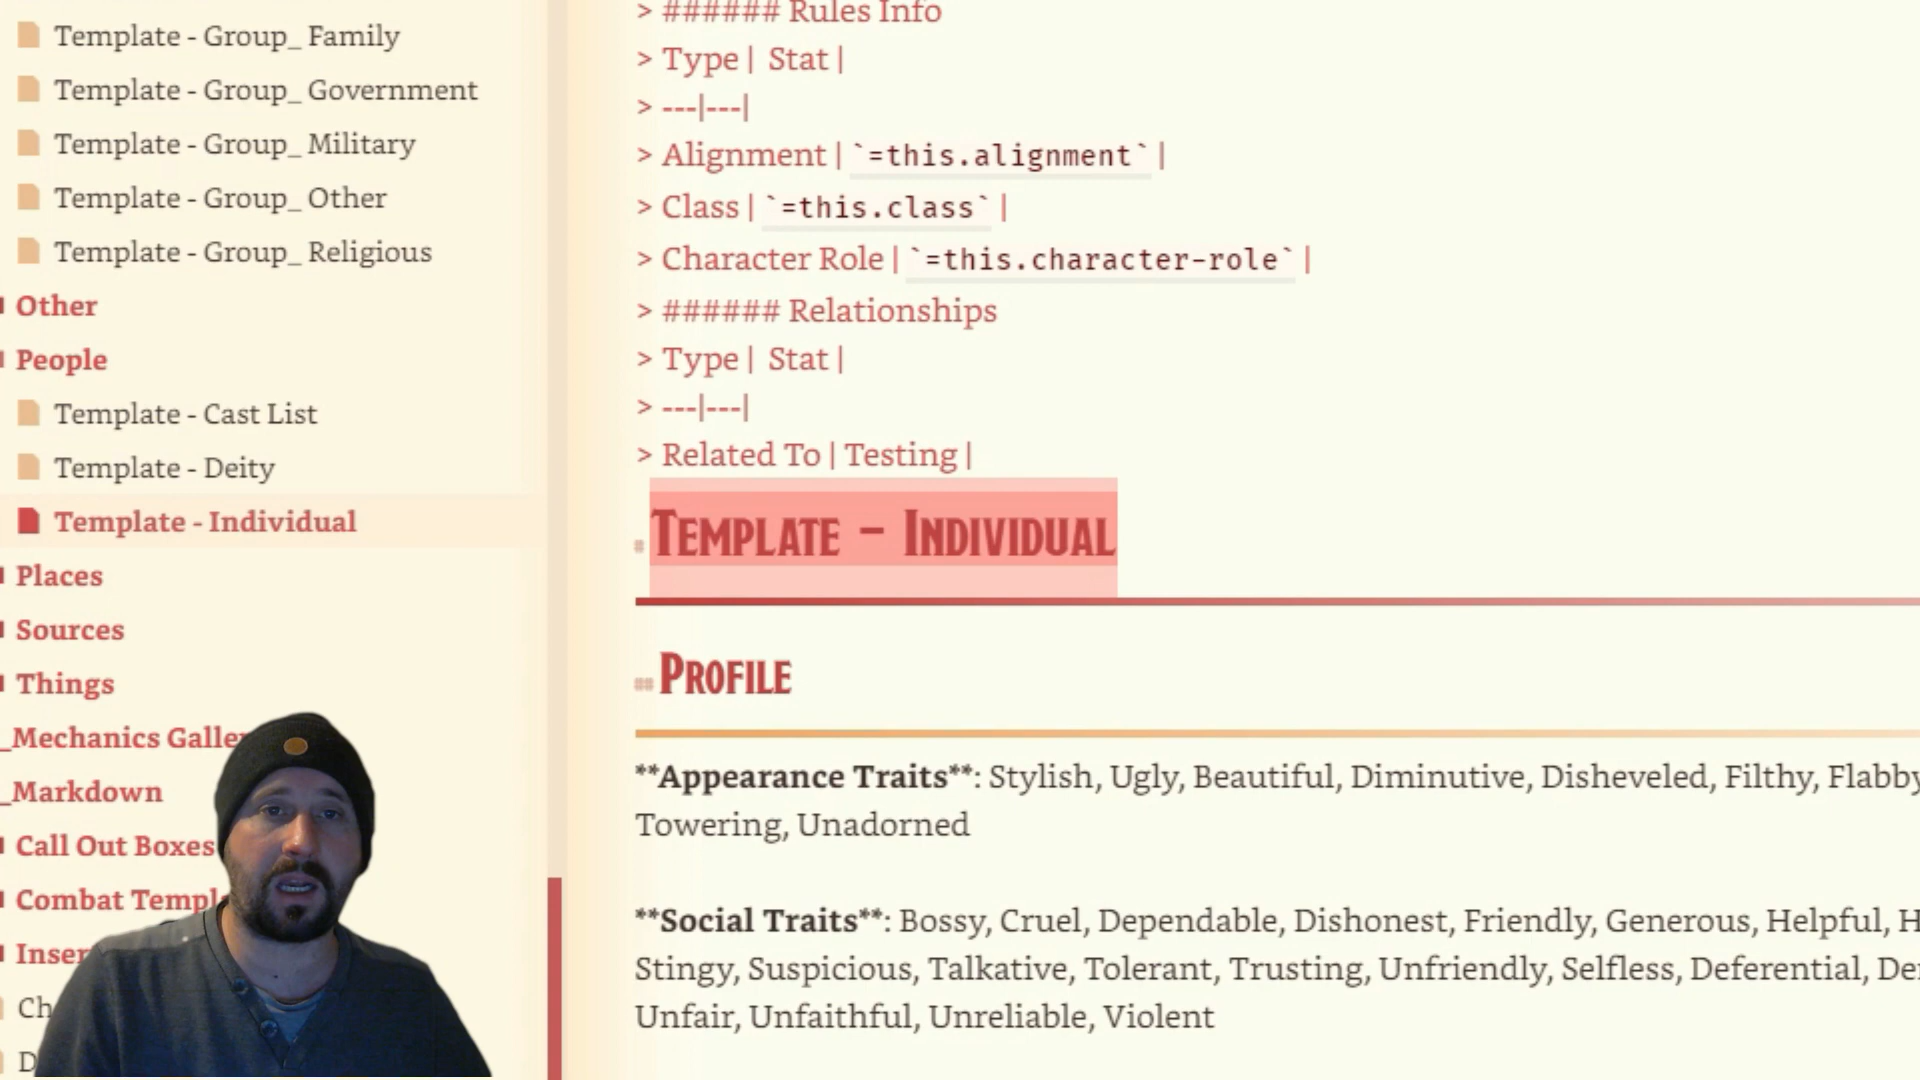 Template - Group_ Family
Template - Group_ Government
Template - Group_ Military
Template - Group_ Other
Template - Group_ Religious
Other
People
Template - Cast List
Template - Deity
Template - Individual
Places
Sources
Things
_Mechanics
_Markdown
Call Out Boxes
Combat
> ###### Rules Info
> Type | Stat |
> ---|---|
> Alignment | `=this.alignment` |
> Class | `=this.class` |
> Character Role | `=this.character-role` |
> ###### Relationships
> Type | Stat |
> ---|---|
> Related To | Testing |
# Template - Individual
## Profile
**Appearance Traits**: Stylish, Ugly, Beautiful, Diminutive, Disheveled, Filthy, Flabby
Towering, Unadorned
**Social Traits**: Bossy, Cruel, Dependable, Dishonest, Friendly, Generous, Helpful,
Stingy, Suspicious, Talkative, Tolerant, Trusting, Unfriendly, Selfless, Deferential,
Unfair, Unfaithful, Unreliable, Violent